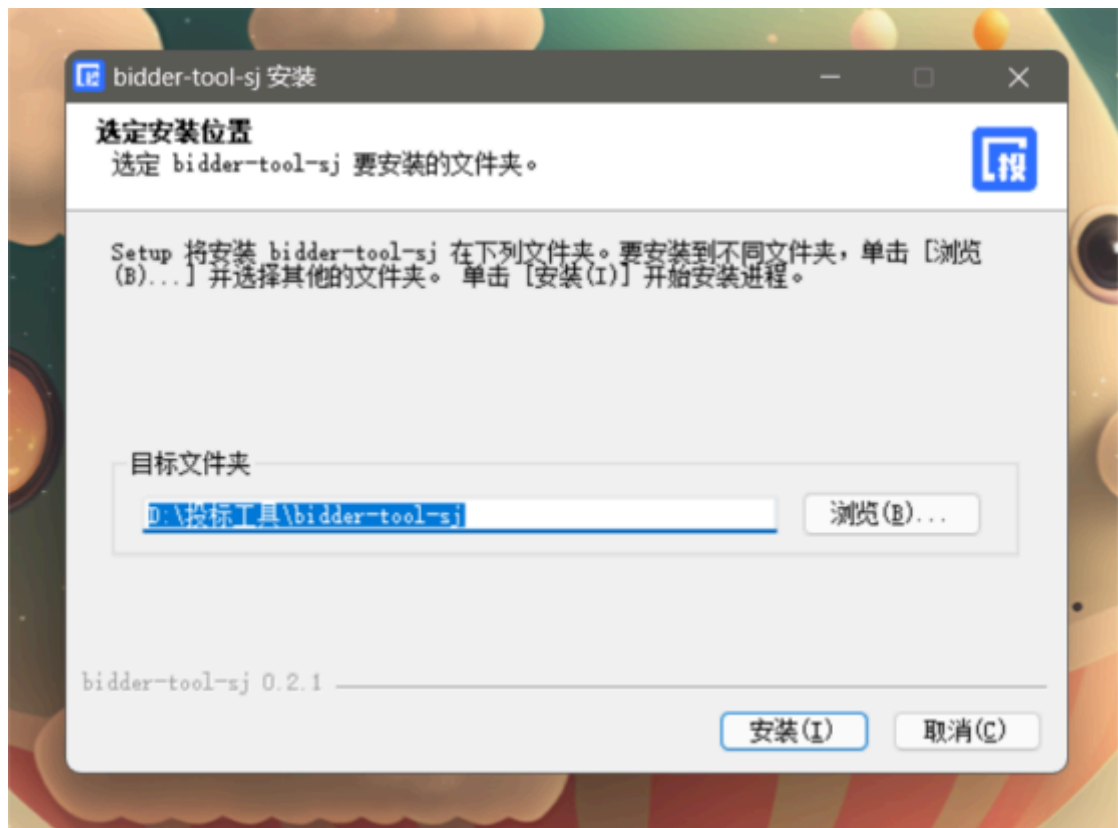 bidder-tool-sj 安装
选定安装位置
选定 bidder-tool-sj 要安装的文件夹。
投
Setup 将安装 bidder-tool-sj 在下列文件夹。要安装到不同文件夹，单击 [浏览
(B)...] 并选择其他的文件夹。 单击 [安装(I)] 开始安装进程。
目标文件夹
D:\投标工具\bidder-tool-sj
浏览(B)...
bidder-tool-sj 0.2.1
安装(I)
取消(C)